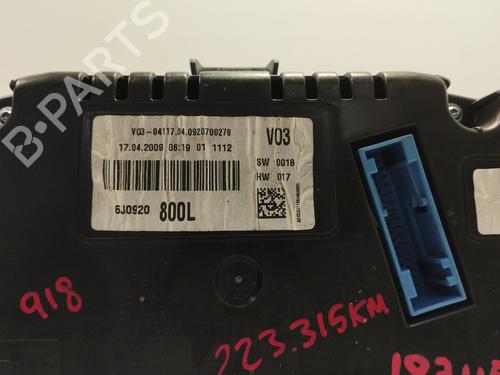 B-PARTS
V03-04117.04.0920700278
17.04.2009 06:19 01 1112
V03
SW 0018
HW 017
6J0920 800L
918
223.315KM